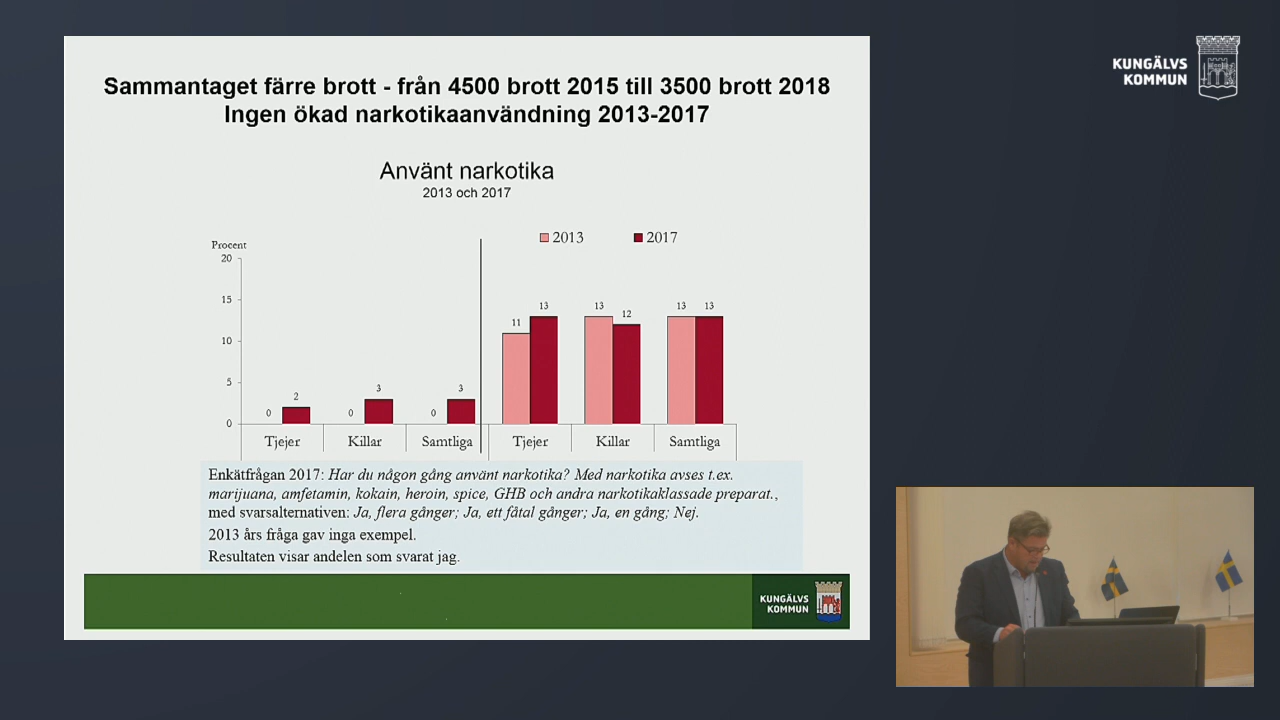 KUNGÄLVS
KOMMUN
Sammantaget färre brott - från 4500 brott 2015 till 3500 brott 2018
Ingen ökad narkotikaanvändning 2013-2017
Använt narkotika
2013 och 2017
2013 2017
Procent
20
15
10
5
0
0 2 0 3 0 3 11 13 13 12 13 13
Tjejer Killar Samtliga Tjejer Killar Samtliga
Enkätfrågan 2017: Har du någon gång använt narkotika? Med narkotika avses t.ex.
marijuana, amfetamin, kokain, heroin, spice, GHB och andra narkotikaklassade preparat.,
med svarsalternativen: Ja, flera gånger; Ja, ett fåtal gånger; Ja, en gång; Nej.
2013 års fråga gav inga exempel.
Resultaten visar andelen som svarat jag.
KUNGÄLVS
KOMMUN